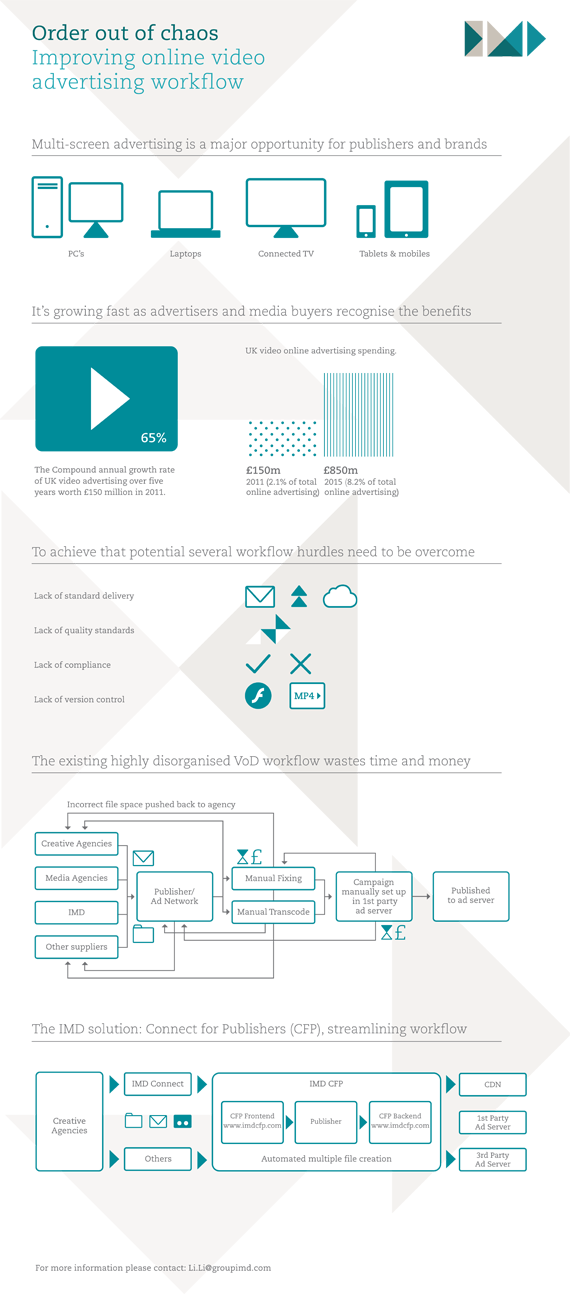 Order out of chaos
Improving online video
advertising workflow
Multi-screen advertising is a major opportunity for publishers and brands
PC's
Laptops
Connected TV
Tablets & mobiles
It's growing fast as advertisers and media buyers recognise the benefits
65%
The Compound annual growth rate
of UK video advertising over five
years worth £150 million in 2011.
UK video online advertising spending.
£150m
2011 (2.1% of total
online advertising)
£850m
2015 (8.2% of total
online advertising)
To achieve that potential several workflow hurdles need to be overcome
Lack of standard delivery
Lack of quality standards
Lack of compliance
Lack of version control
MP4
The existing highly disorganised VoD workflow wastes time and money
Incorrect file space pushed back to agency
Creative Agencies
Media Agencies
IMD
Other suppliers
Publisher/
Ad Network
£
Manual Fixing
Manual Transcode
Campaign
manually set up
in 1st party
ad server
£
Published
to ad server
The IMD solution: Connect for Publishers (CFP), streamlining workflow
Creative
Agencies
IMD Connect
Others
IMD CFP
CFP Frontend
www.imdcfp.com
Publisher
CFP Backend
www.imdcfp.com
Automated multiple file creation
CDN
1st Party
Ad Server
3rd Party
Ad Server
For more information please contact: Li.Li@groupimd.com